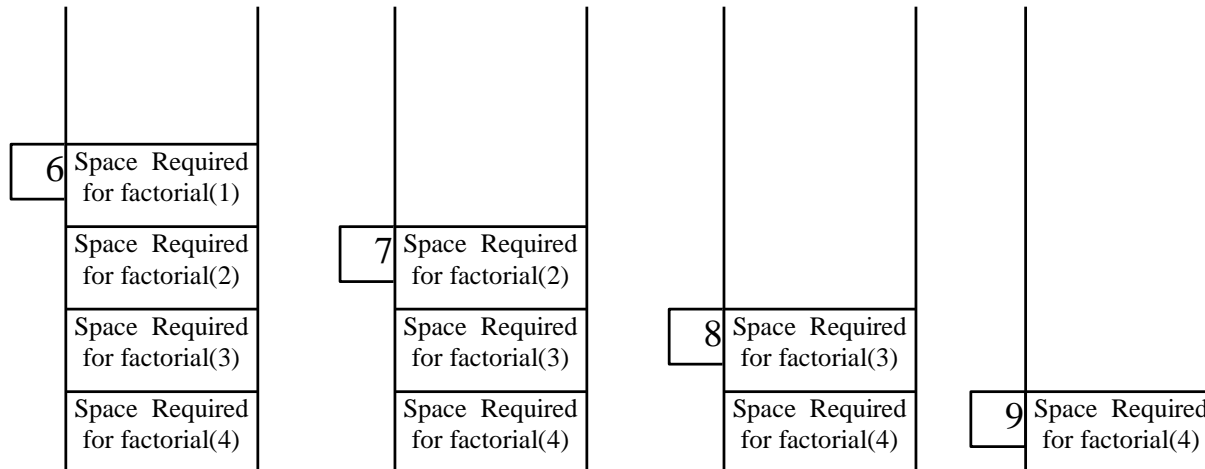 6
Space Required
for factorial(1)
Space Required
for factorial(2)
Space Required
for factorial(3)
Space Required
for factorial(4)
7
Space Required
for factorial(2)
Space Required
for factorial(3)
Space Required
for factorial(4)
8
Space Required
for factorial(3)
Space Required
for factorial(4)
9
Space Required
for factorial(4)